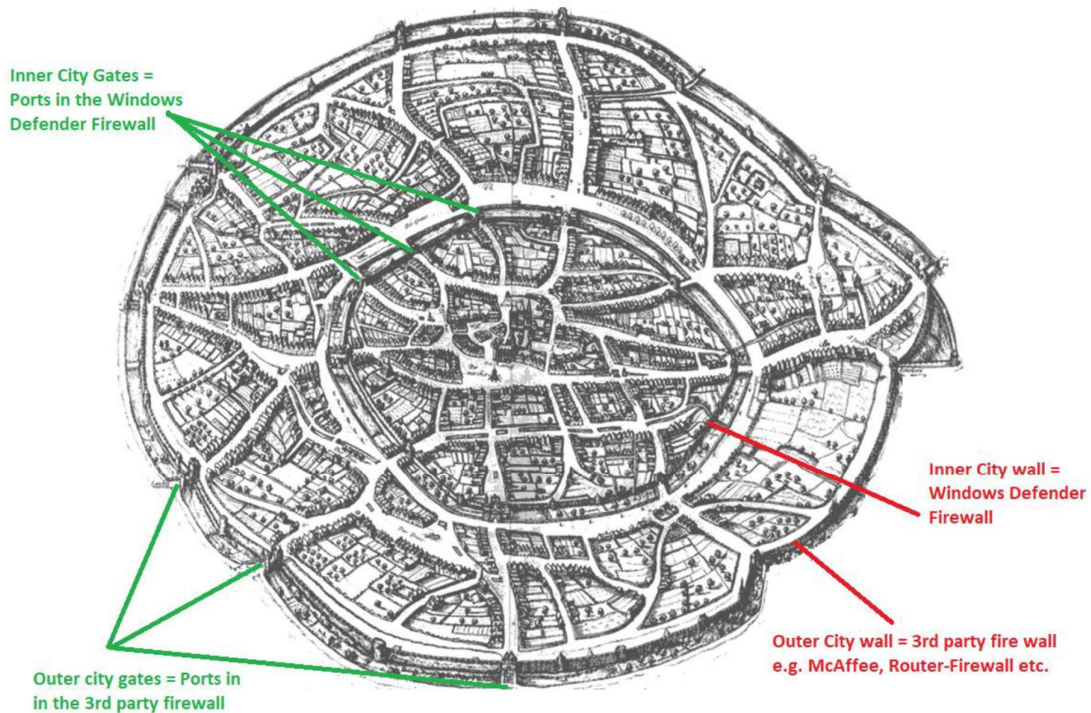 Inner City Gates =
Ports in the Windows
Defender Firewall
Inner City wall =
Windows Defender
Firewall
Outer City wall = 3rd party fire wall
e.g. McAffee, Router-Firewall etc.
Outer city gates = Ports in
in the 3rd party firewall